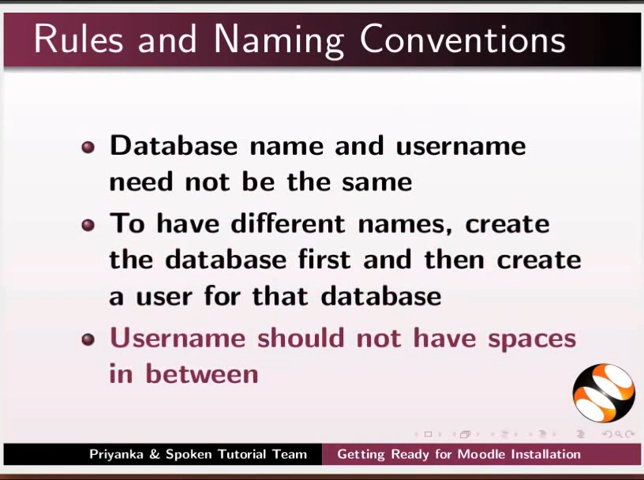 Rules and Naming Conventions
Database name and username
need not be the same
To have different names, create
the database first and then create
a user for that database
Username should not have spaces
in between
Priyanka & Spoken Tutorial Team
Getting Ready for Moodle Installation